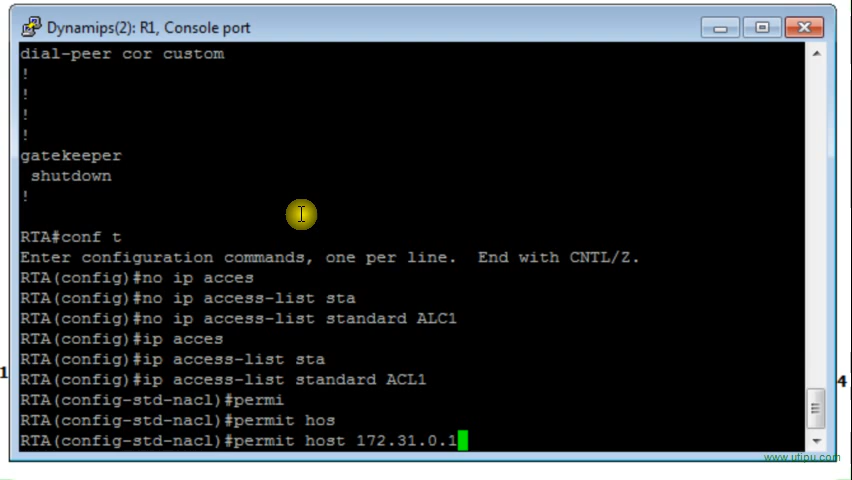 Dynamips(2): R1, Console port
dial-peer cor custom
!
!
!
!
gatekeeper
shutdown
!
RTA#conf t
Enter configuration commands, one per line.  End with CNTL/Z.
RTA(config)#no ip acces
RTA(config)#no ip access-list sta
RTA(config)#no ip access-list standard ALC1
RTA(config)#ip acces
RTA(config)#ip access-list sta
RTA(config)#ip access-list standard ACL1
RTA(config-std-nacl)#permi
RTA(config-std-nacl)#permit hos
RTA(config-std-nacl)#permit host 172.31.0.1
1
4
www.utipu.com